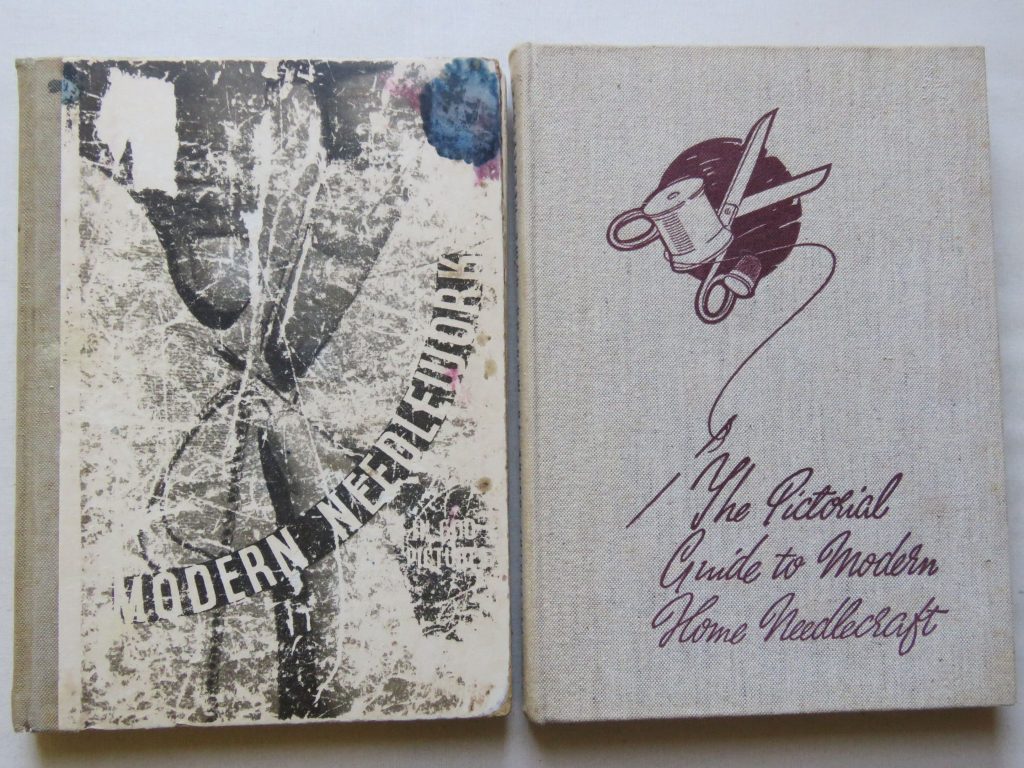 MODERN NEEDLEWORK
The Pictorial
Guide to Modern
Home Needlecraft